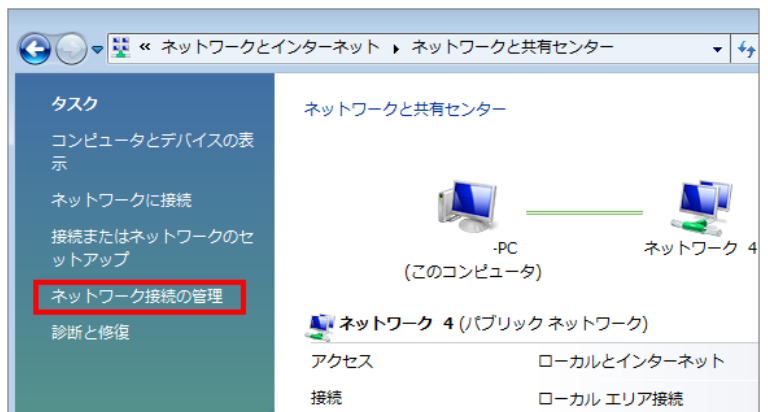 « ネットワークとインターネット ▸ ネットワークと共有センター
タスク
コンピュータとデバイスの表
示
ネットワークに接続
接続またはネットワークのセ
ットアップ
ネットワーク接続の管理
診断と修復
ネットワークと共有センター
-PC
(このコンピュータ)
ネットワーク 4
ネットワーク 4 (パブリック ネットワーク)
アクセス ローカルとインターネット
接続 ローカル エリア接続